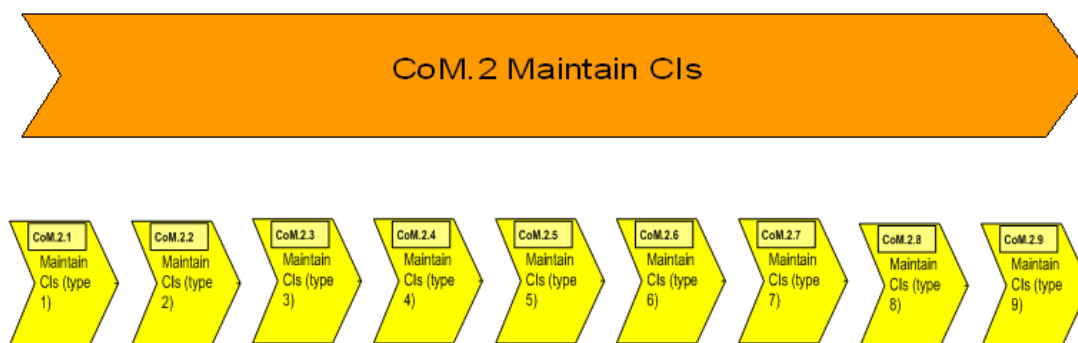 CoM.2 Maintain CIs
CoM.2.1
Maintain
CIs (type
1)
CoM.2.2
Maintain
CIs (type
2)
CoM.2.3
Maintain
CIs (type
3)
CoM.2.4
Maintain
CIs (type
4)
CoM.2.5
Maintain
CIs (type
5)
CoM.2.6
Maintain
CIs (type
6)
CoM.2.7
Maintain
CIs (type
7)
CoM.2.8
Maintain
CIs (type
8)
CoM.2.9
Maintain
CIs (type
9)